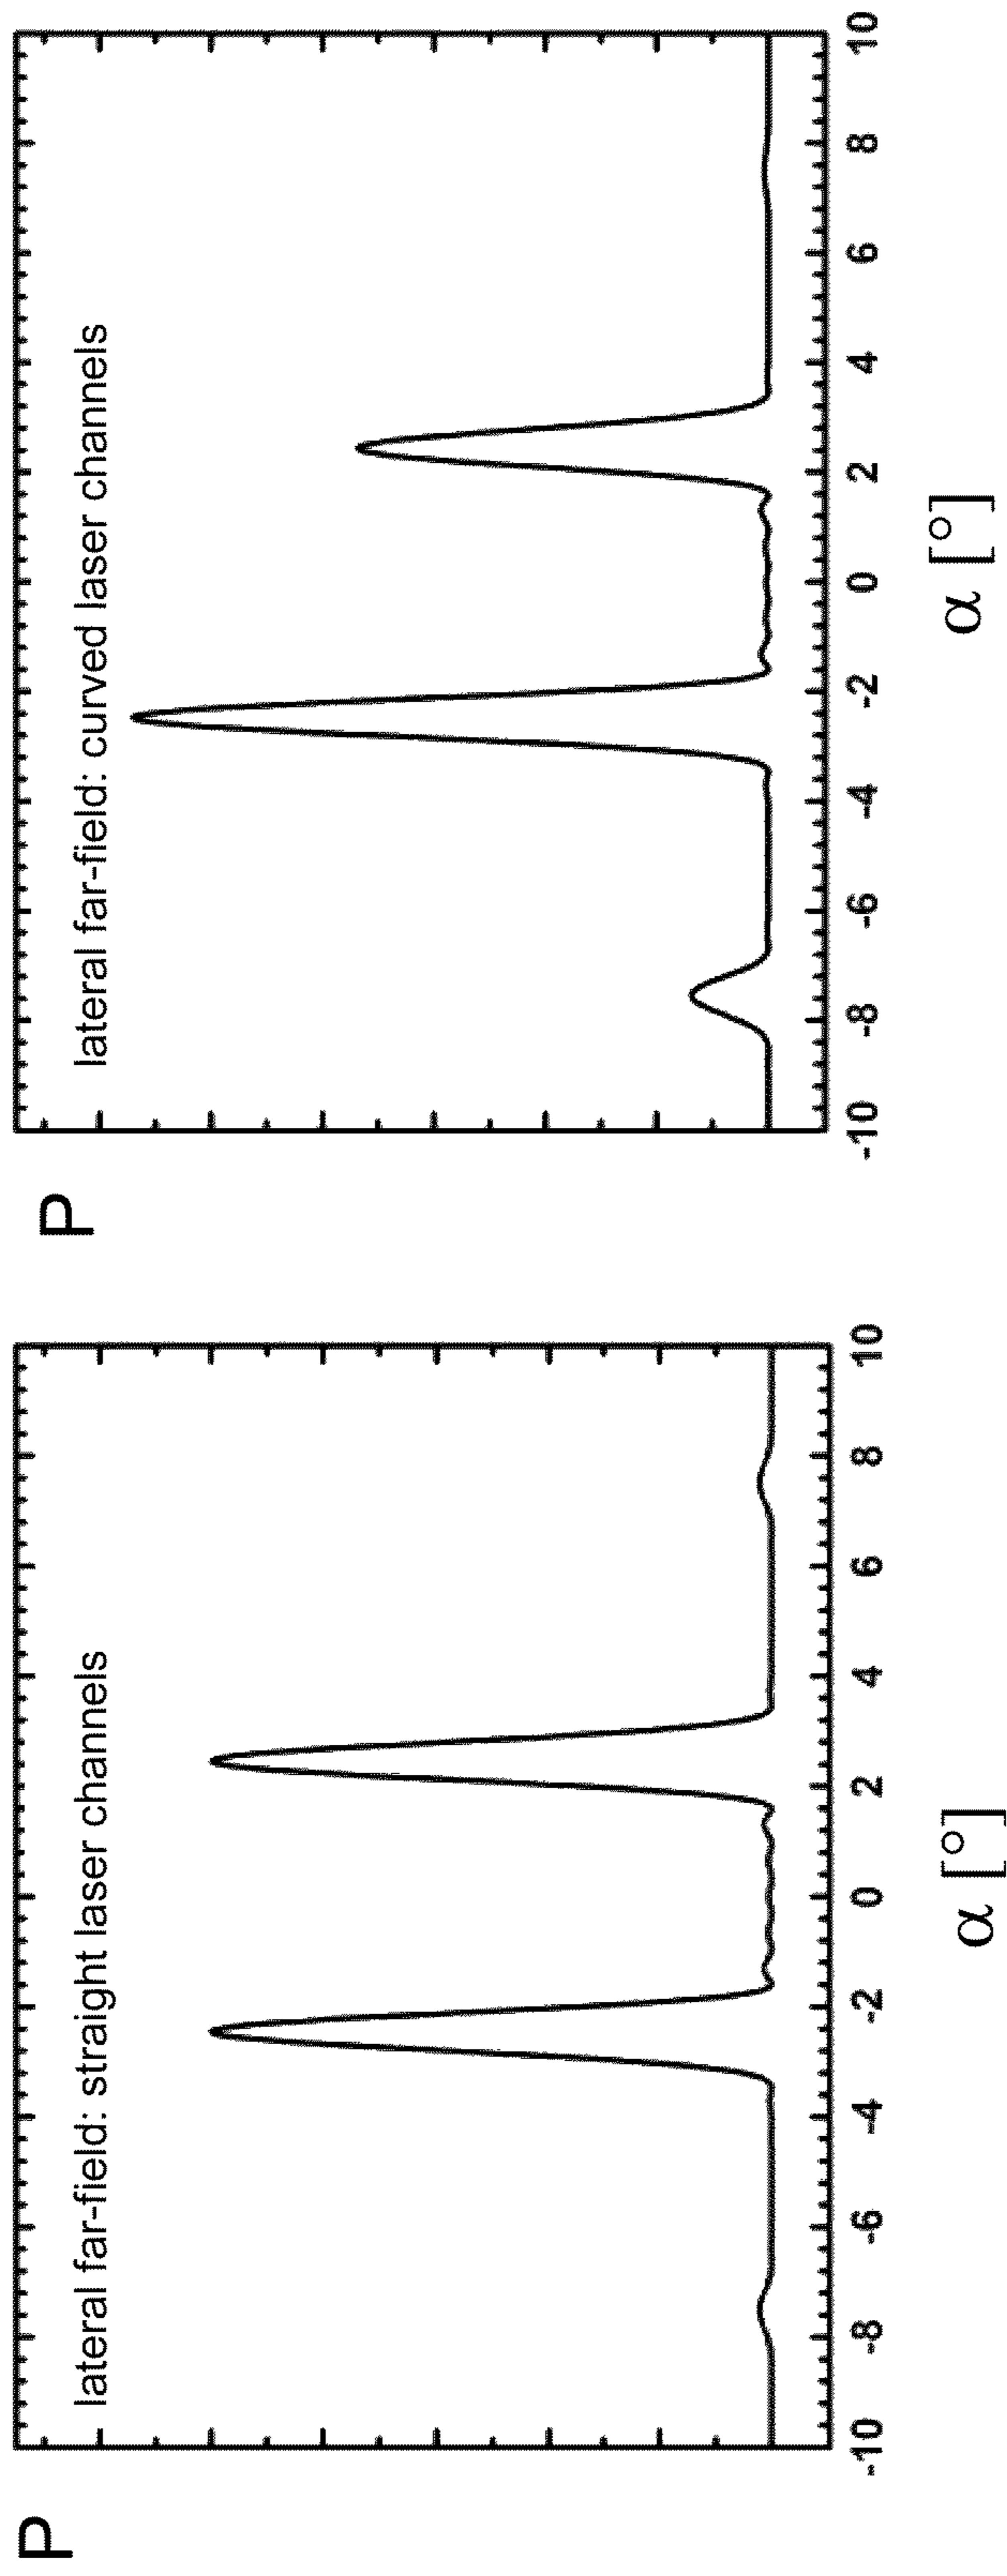 P
lateral far-field: straight laser channels
-10 -8 -6 -4 -2 0 2 4 6 8 10
α [°]
P
lateral far-field: curved laser channels
-10 -8 -6 -4 -2 0 2 4 6 8 10
α [°]